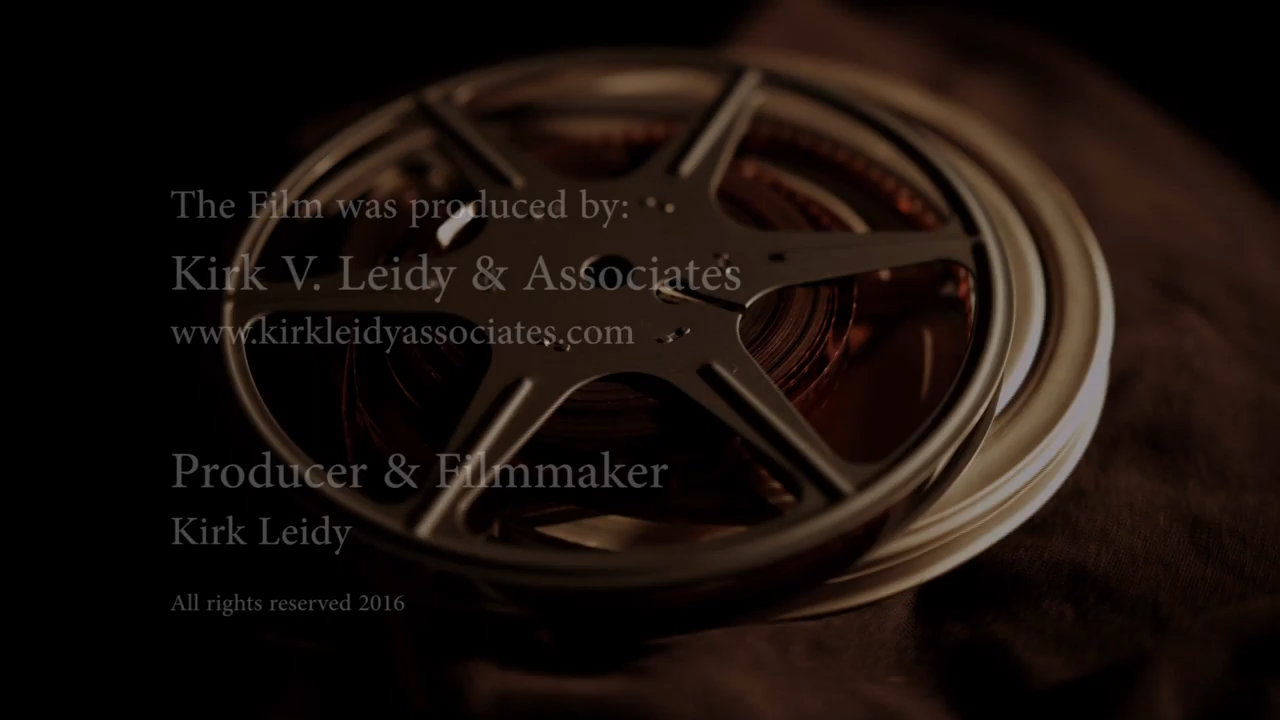 The Film was produced by:
Kirk V. Leidy & Associates
www.kirkleidyassociates.com
Producer & Filmmaker
Kirk Leidy
All rights reserved 2016